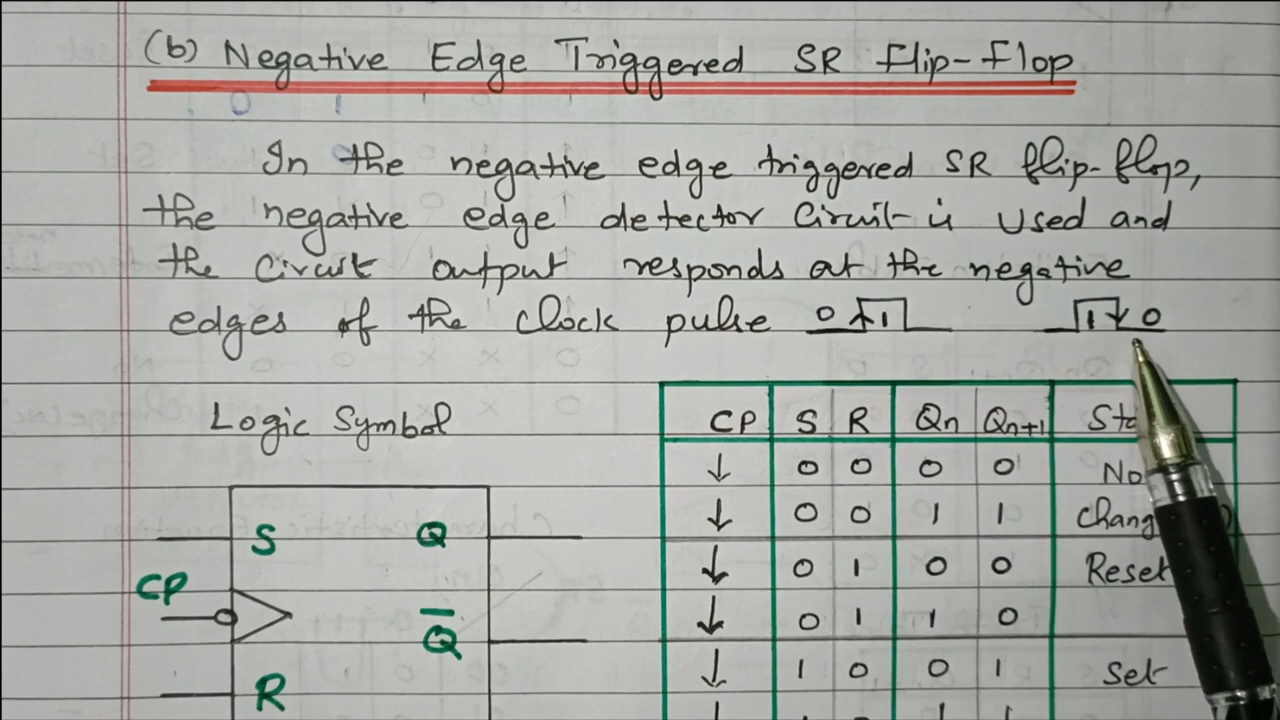 (b) Negative Edge Triggered SR Flip-Flop
In the negative edge triggered SR flip-flop,
the negative edge detector circuit is used and
the circuit output responds at the negative
edges of the clock pulse 0 ↑ 1 1 ↓ 0
Logic Symbol
S Q
CP
Q̅
R
CP S R Qn Qn+1
↓ 0 0 0 0 No
↓ 0 0 1 1
↓ 0 1 0 0 Reset
↓ 0 1 1 0
↓ 1 0 0 1 Set